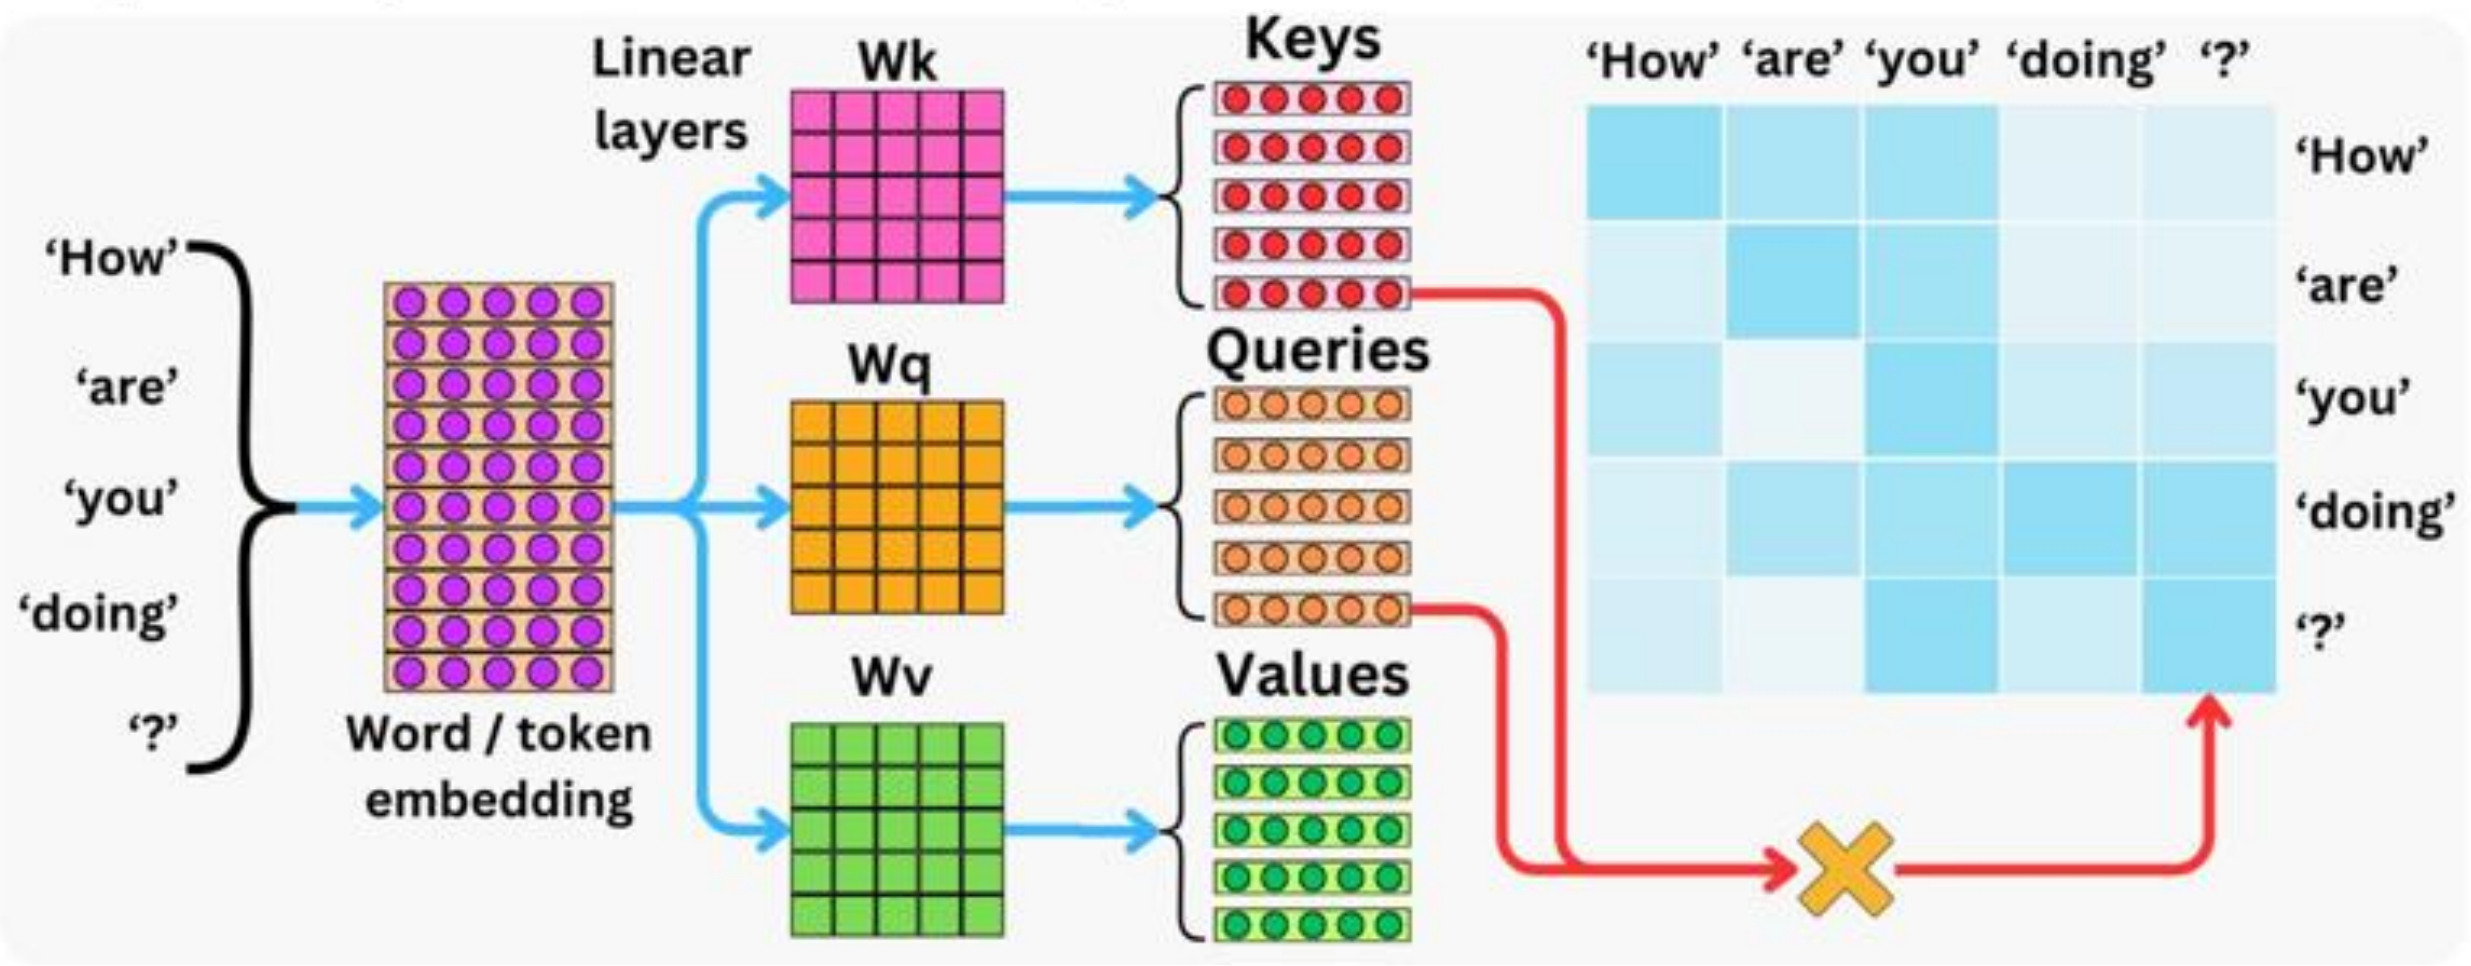 ‘How’
‘are’
‘you’
‘doing’
‘?’
Word / token
embedding
Linear
layers
Wk
Wq
Wv
Keys
Queries
Values
‘How’ ‘are’ ‘you’ ‘doing’ ‘?’
‘How’
‘are’
‘you’
‘doing’
‘?’